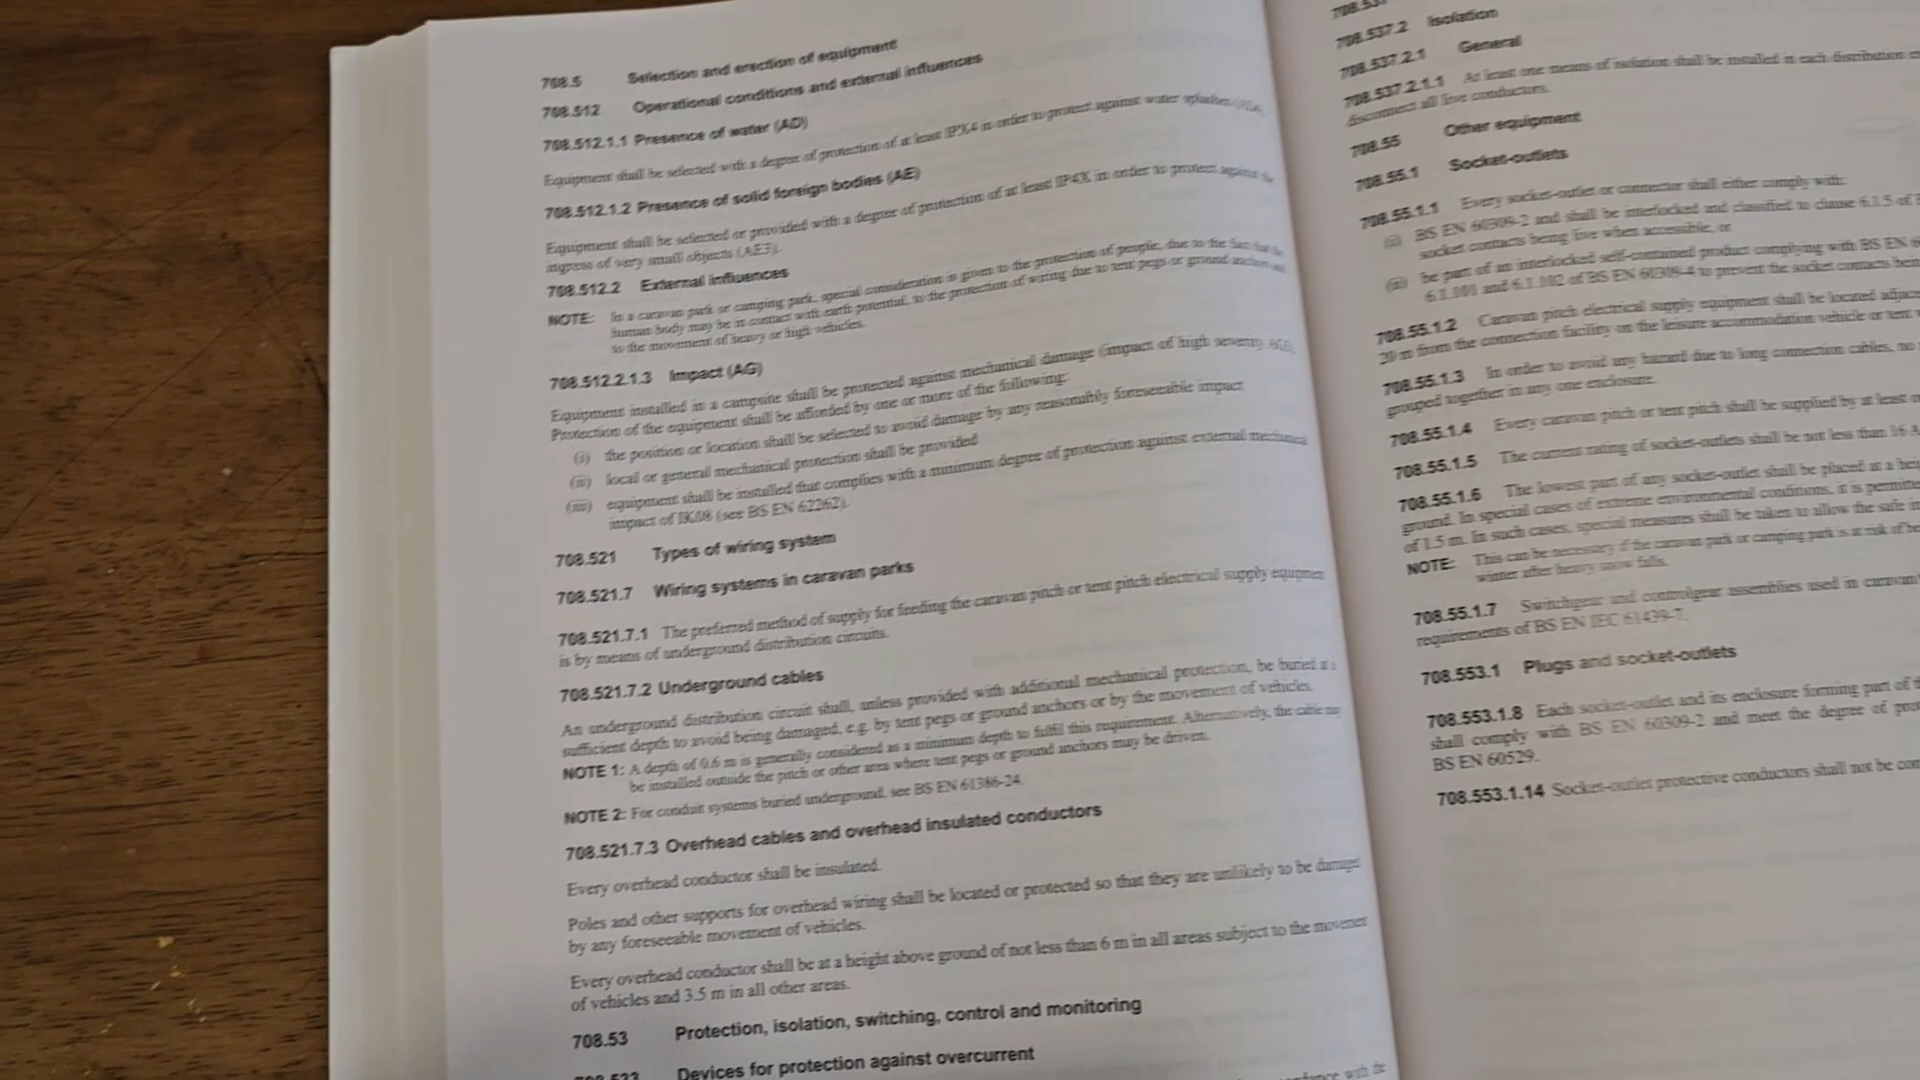 708.5 Selection and erection of equipment
708.512 Operational conditions and external influences
708.512.1.1 Presence of water (AD)
Equipment shall be selected with a degree of protection of at least IPX4 in order to protect against water splashes
708.512.1.2 Presence of solid foreign bodies (AE)
Equipment shall be selected or provided with a degree of protection of at least IP4X in order to protect against the
ingress of very small objects (AE3).
708.512.2 External influences
NOTE: In a caravan park or camping park, special consideration is given to the protection of people, due to the fact that the
human body may be in contact with earth potential, to the protection of wiring due to tent pegs or ground anchors
to the movement of heavy or high vehicles.
708.512.2.1.3 Impact (AG)
Equipment installed in a campsite shall be protected against mechanical damage (impact of high severity
Protection of the equipment shall be afforded by one or more of the following:
(i) the position or location shall be selected to avoid damage by any reasonably foreseeable impact
(ii) local or general mechanical protection shall be provided
(iii) equipment shall be installed that complies with a minimum degree of protection against external mechanical
impact of IK08 (see BS EN 62262).
708.521 Types of wiring system
708.521.7 Wiring systems in caravan parks
708.521.7.1 The preferred method of supply for feeding the caravan pitch or tent pitch electrical supply equipment
is by means of underground distribution circuits.
708.521.7.2 Underground cables
An underground distribution circuit shall, unless provided with additional mechanical protection, be buried at a
sufficient depth to avoid being damaged, e.g. by tent pegs or ground anchors or by the movement of vehicles.
NOTE 1: A depth of 0.6 m is generally considered as a minimum depth to fulfil this requirement. Alternatively, the cable may
be installed outside the pitch or other area where tent pegs or ground anchors may be driven.
NOTE 2: For conduit systems buried underground, see BS EN 61386-24.
708.521.7.3 Overhead cables and overhead insulated conductors
Every overhead conductor shall be insulated.
Poles and other supports for overhead wiring shall be located or protected so that they are unlikely to be damaged
by any foreseeable movement of vehicles.
Every overhead conductor shall be at a height above ground of not less than 6 m in all areas subject to the movement
of vehicles and 3.5 m in all other areas.
708.53 Protection, isolation, switching, control and monitoring
708.533 Devices for protection against overcurrent
with the
708.537.2 Isolation
708.537.2.1 General
708.537.2.1.1 At least one means of isolation shall be installed in each distribution
disconnect all live conductors.
708.55 Other equipment
708.55.1 Socket-outlets
708.55.1.1 Every socket-outlet or connector shall either comply with:
(i) BS EN 60309-2 and shall be interlocked and classified to clause 6.1.5 of
socket contacts being live when accessible, or
(ii) be part of an interlocked self-contained product complying with BS EN
6.1.101 and 6.1.102 of BS EN 60309-4 to prevent the socket contacts
708.55.1.2 Caravan pitch electrical supply equipment shall be located
20 m from the connection facility on the leisure accommodation vehicle or tent
708.55.1.3 In order to avoid any hazard due to long connection cables, no
grouped together in any one enclosure.
708.55.1.4 Every caravan pitch or tent pitch shall be supplied by at least
708.55.1.5 The current rating of socket-outlets shall be not less than 16 A
708.55.1.6 The lowest part of any socket-outlet shall be placed at a
ground. In special cases of extreme environmental conditions, it is permitted
of 1.5 m. In such cases, special measures shall be taken to allow the safe
NOTE: This can be necessary if the caravan park or camping park is at risk of
winter after heavy snow falls.
708.55.1.7 Switchgear and controlgear assemblies used in caravan
requirements of BS EN IEC 61439-7.
708.553.1 Plugs and socket-outlets
708.553.1.8 Each socket-outlet and its enclosure forming part of
shall comply with BS EN 60309-2 and meet the degree of
BS EN 60529.
708.553.1.14 Socket-outlet protective conductors shall not be